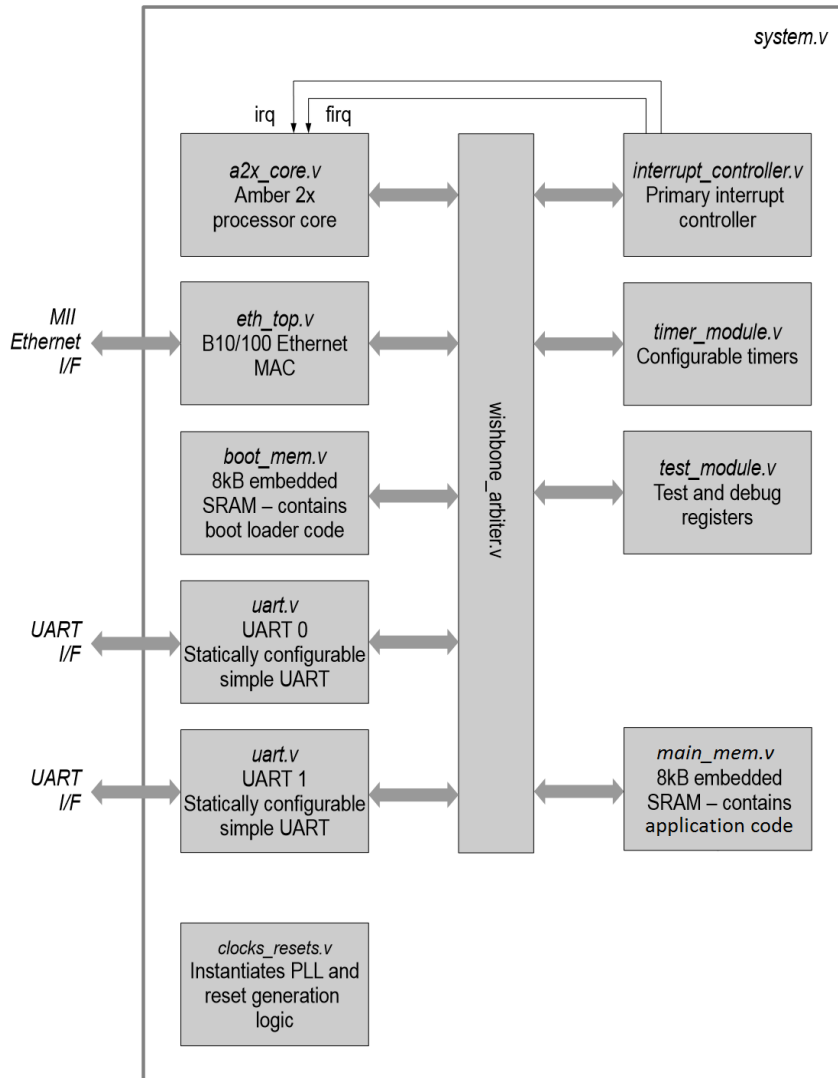 system.v
irq
firq
a2x_core.v
Amber 2x
processor core
interrupt_controller.v
Primary interrupt
controller
MII
Ethernet
I/F
eth_top.v
B10/100 Ethernet
MAC
timer_module.v
Configurable timers
wishbone_arbiter.v
boot_mem.v
8kB embedded
SRAM – contains
boot loader code
test_module.v
Test and debug
registers
UART
I/F
uart.v
UART 0
Statically configurable
simple UART
UART
I/F
uart.v
UART 1
Statically configurable
simple UART
main_mem.v
8kB embedded
SRAM – contains
application code
clocks_resets.v
Instantiates PLL and
reset generation
logic